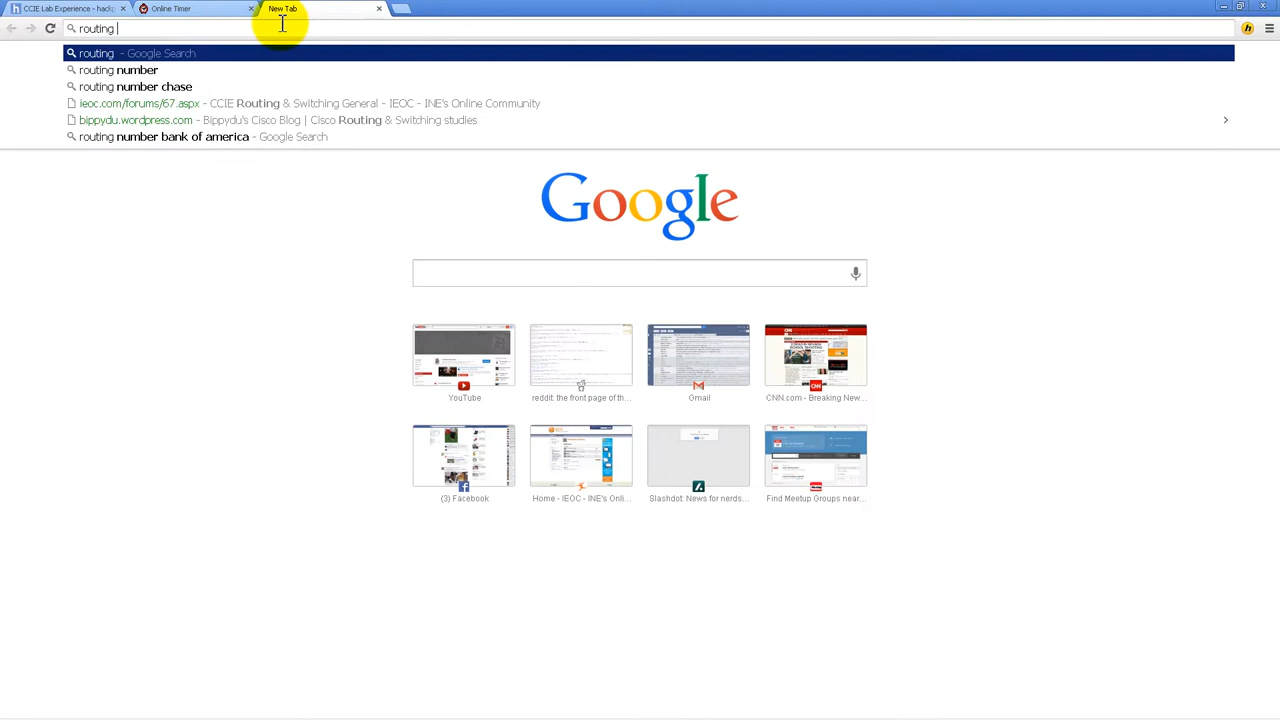 CCIE Lab Experience - hackp
Online Timer
New Tab
routing
routing - Google Search
routing number
routing number chase
ieoc.com/forums/67.aspx - CCIE Routing & Switching General - IEOC - INE's Online Community
bippydu.wordpress.com - Bippydu's Cisco Blog | Cisco Routing & Switching studies
routing number bank of america - Google Search
Google
YouTube
reddit: the front page of th...
Gmail
CNN.com - Breaking New...
(3) Facebook
Home - IEOC - INE's Onli...
Slashdot: News for nerds...
Find Meetup Groups near...